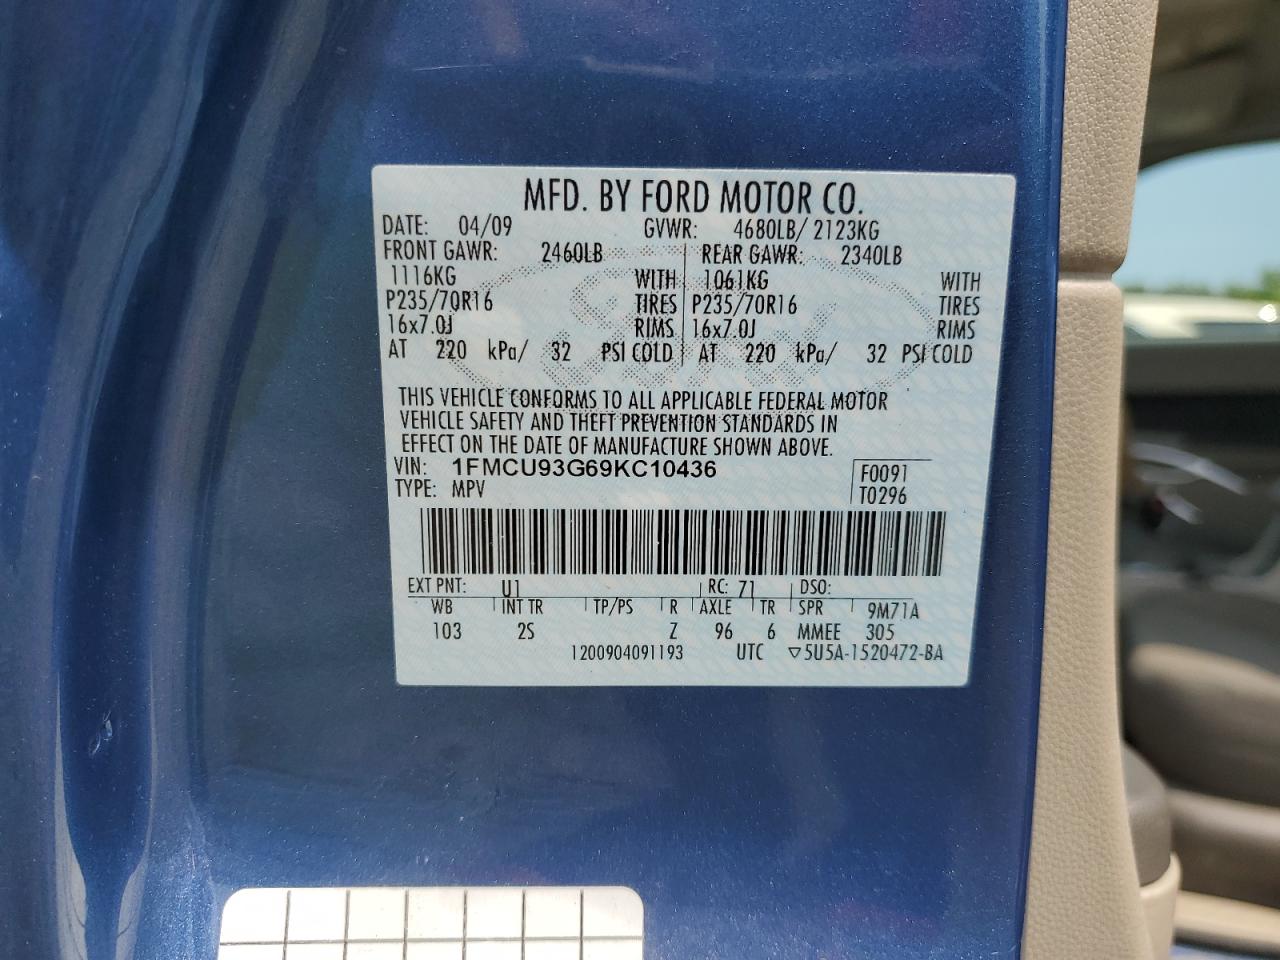 MFD. BY FORD MOTOR CO.
DATE: 04/09 GVWR: 4680LB/ 2123KG
FRONT GAWR: 2460LB REAR GAWR: 2340LB
1116KG WITH 1061KG WITH
P235/70R16 TIRES P235/70R16 TIRES
16x7.0J RIMS 16x7.0J RIMS
AT 220 kPa/ 32 PSI COLD AT 220 kPa/ 32 PSI COLD
THIS VEHICLE CONFORMS TO ALL APPLICABLE FEDERAL MOTOR
VEHICLE SAFETY AND THEFT PREVENTION STANDARDS IN
EFFECT ON THE DATE OF MANUFACTURE SHOWN ABOVE.
VIN: 1FMCU93G69KC10436 F0091
TYPE: MPV T0296
EXT PNT: U1 RC: 71 DSO:
WB INT TR TP/PS R AXLE TR SPR 9M71A
103 2S Z 96 6 MMEE 305
1200904091193 UTC ▽5U5A-1520472-BA